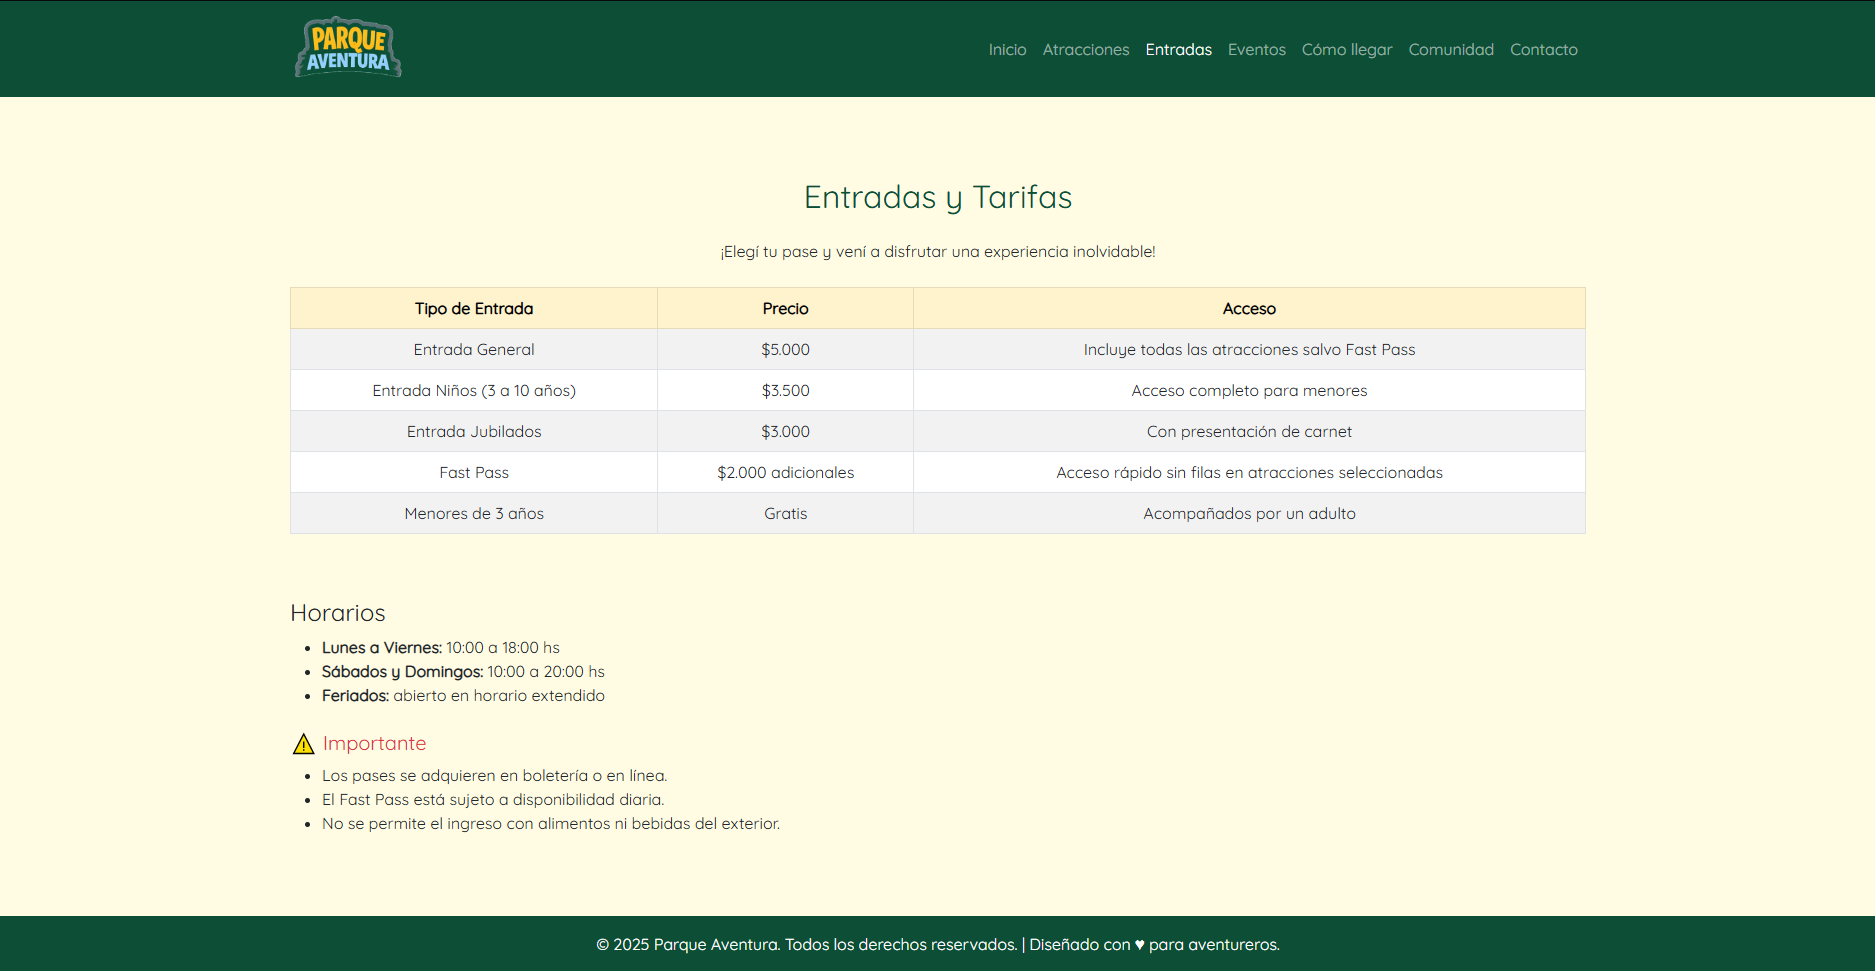 PARQUE
AVENTURA
Inicio Atracciones Entradas Eventos Cómo llegar Comunidad Contacto
Entradas y Tarifas
¡Elegí tu pase y vení a disfrutar una experiencia inolvidable!
Tipo de Entrada Precio Acceso
Entrada General $5.000 Incluye todas las atracciones salvo Fast Pass
Entrada Niños (3 a 10 años) $3.500 Acceso completo para menores
Entrada Jubilados $3.000 Con presentación de carnet
Fast Pass $2.000 adicionales Acceso rápido sin filas en atracciones seleccionadas
Menores de 3 años Gratis Acompañados por un adulto
Horarios
• Lunes a Viernes: 10:00 a 18:00 hs
• Sábados y Domingos: 10:00 a 20:00 hs
• Feriados: abierto en horario extendido
⚠ Importante
• Los pases se adquieren en boletería o en línea.
• El Fast Pass está sujeto a disponibilidad diaria.
• No se permite el ingreso con alimentos ni bebidas del exterior.
© 2025 Parque Aventura. Todos los derechos reservados. | Diseñado con ♥ para aventureros.